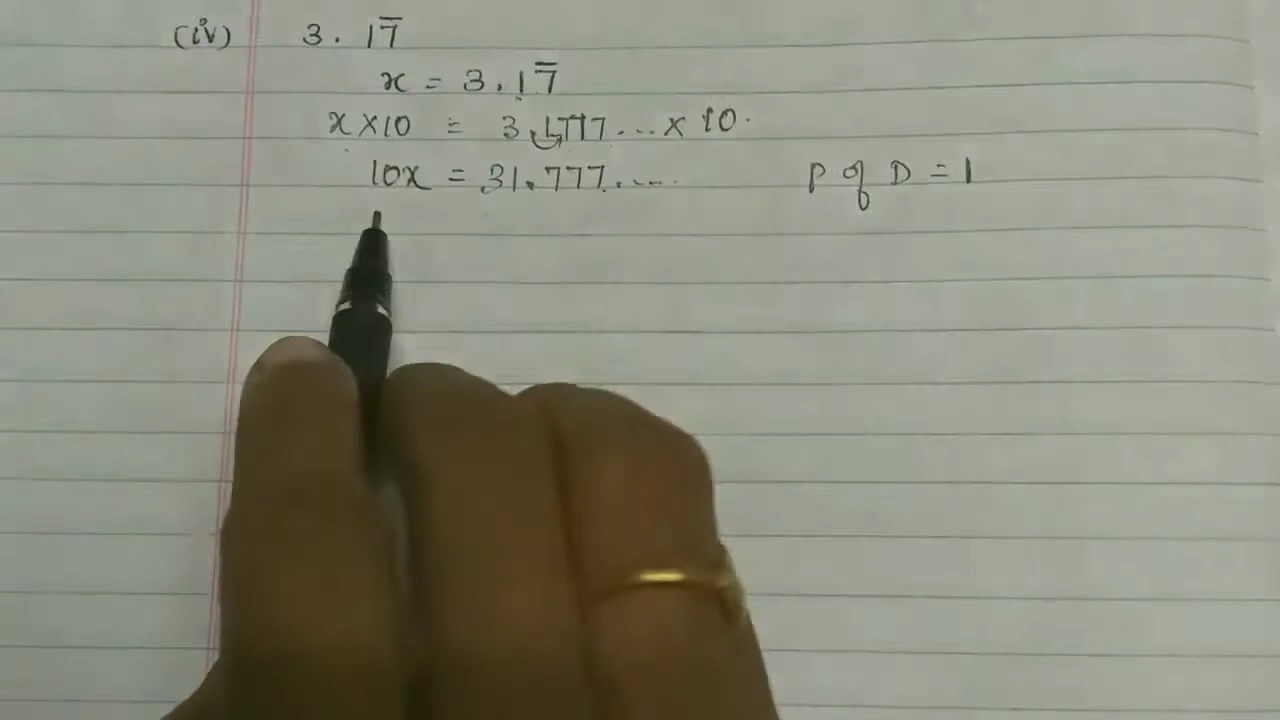 (iv) 3.17̅
x = 3.17̅
x × 10 = 3.1777... × 10.
10x = 31.777..... P of D = 1